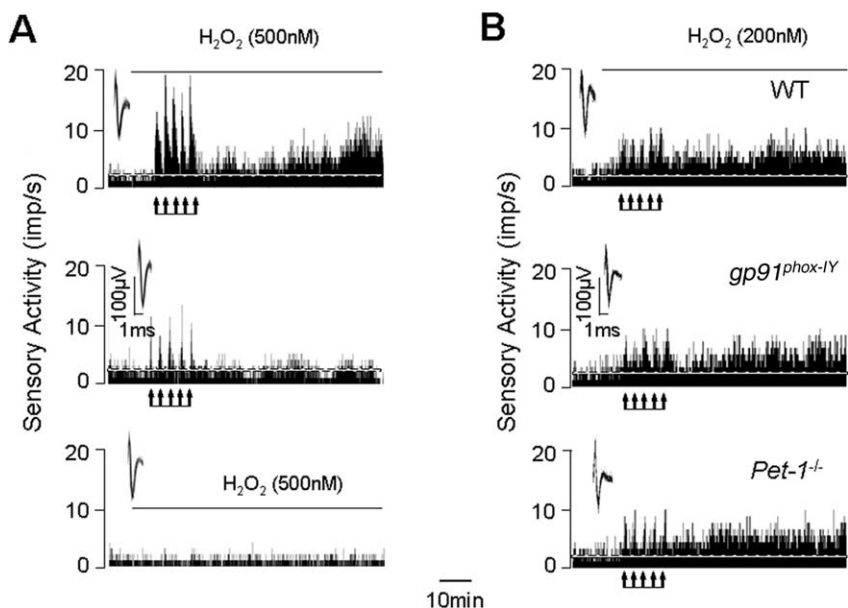 A
H₂O₂ (500nM)
Sensory Activity (imp/s)
20
10
0
20
10
0
100µV
1ms
20
10
0
H₂O₂ (500nM)
B
H₂O₂ (200nM)
Sensory Activity (imp/s)
20
10
0
WT
20
10
0
100µV
1ms
gp91phox-IY
20
10
0
Pet-1-/-
10min